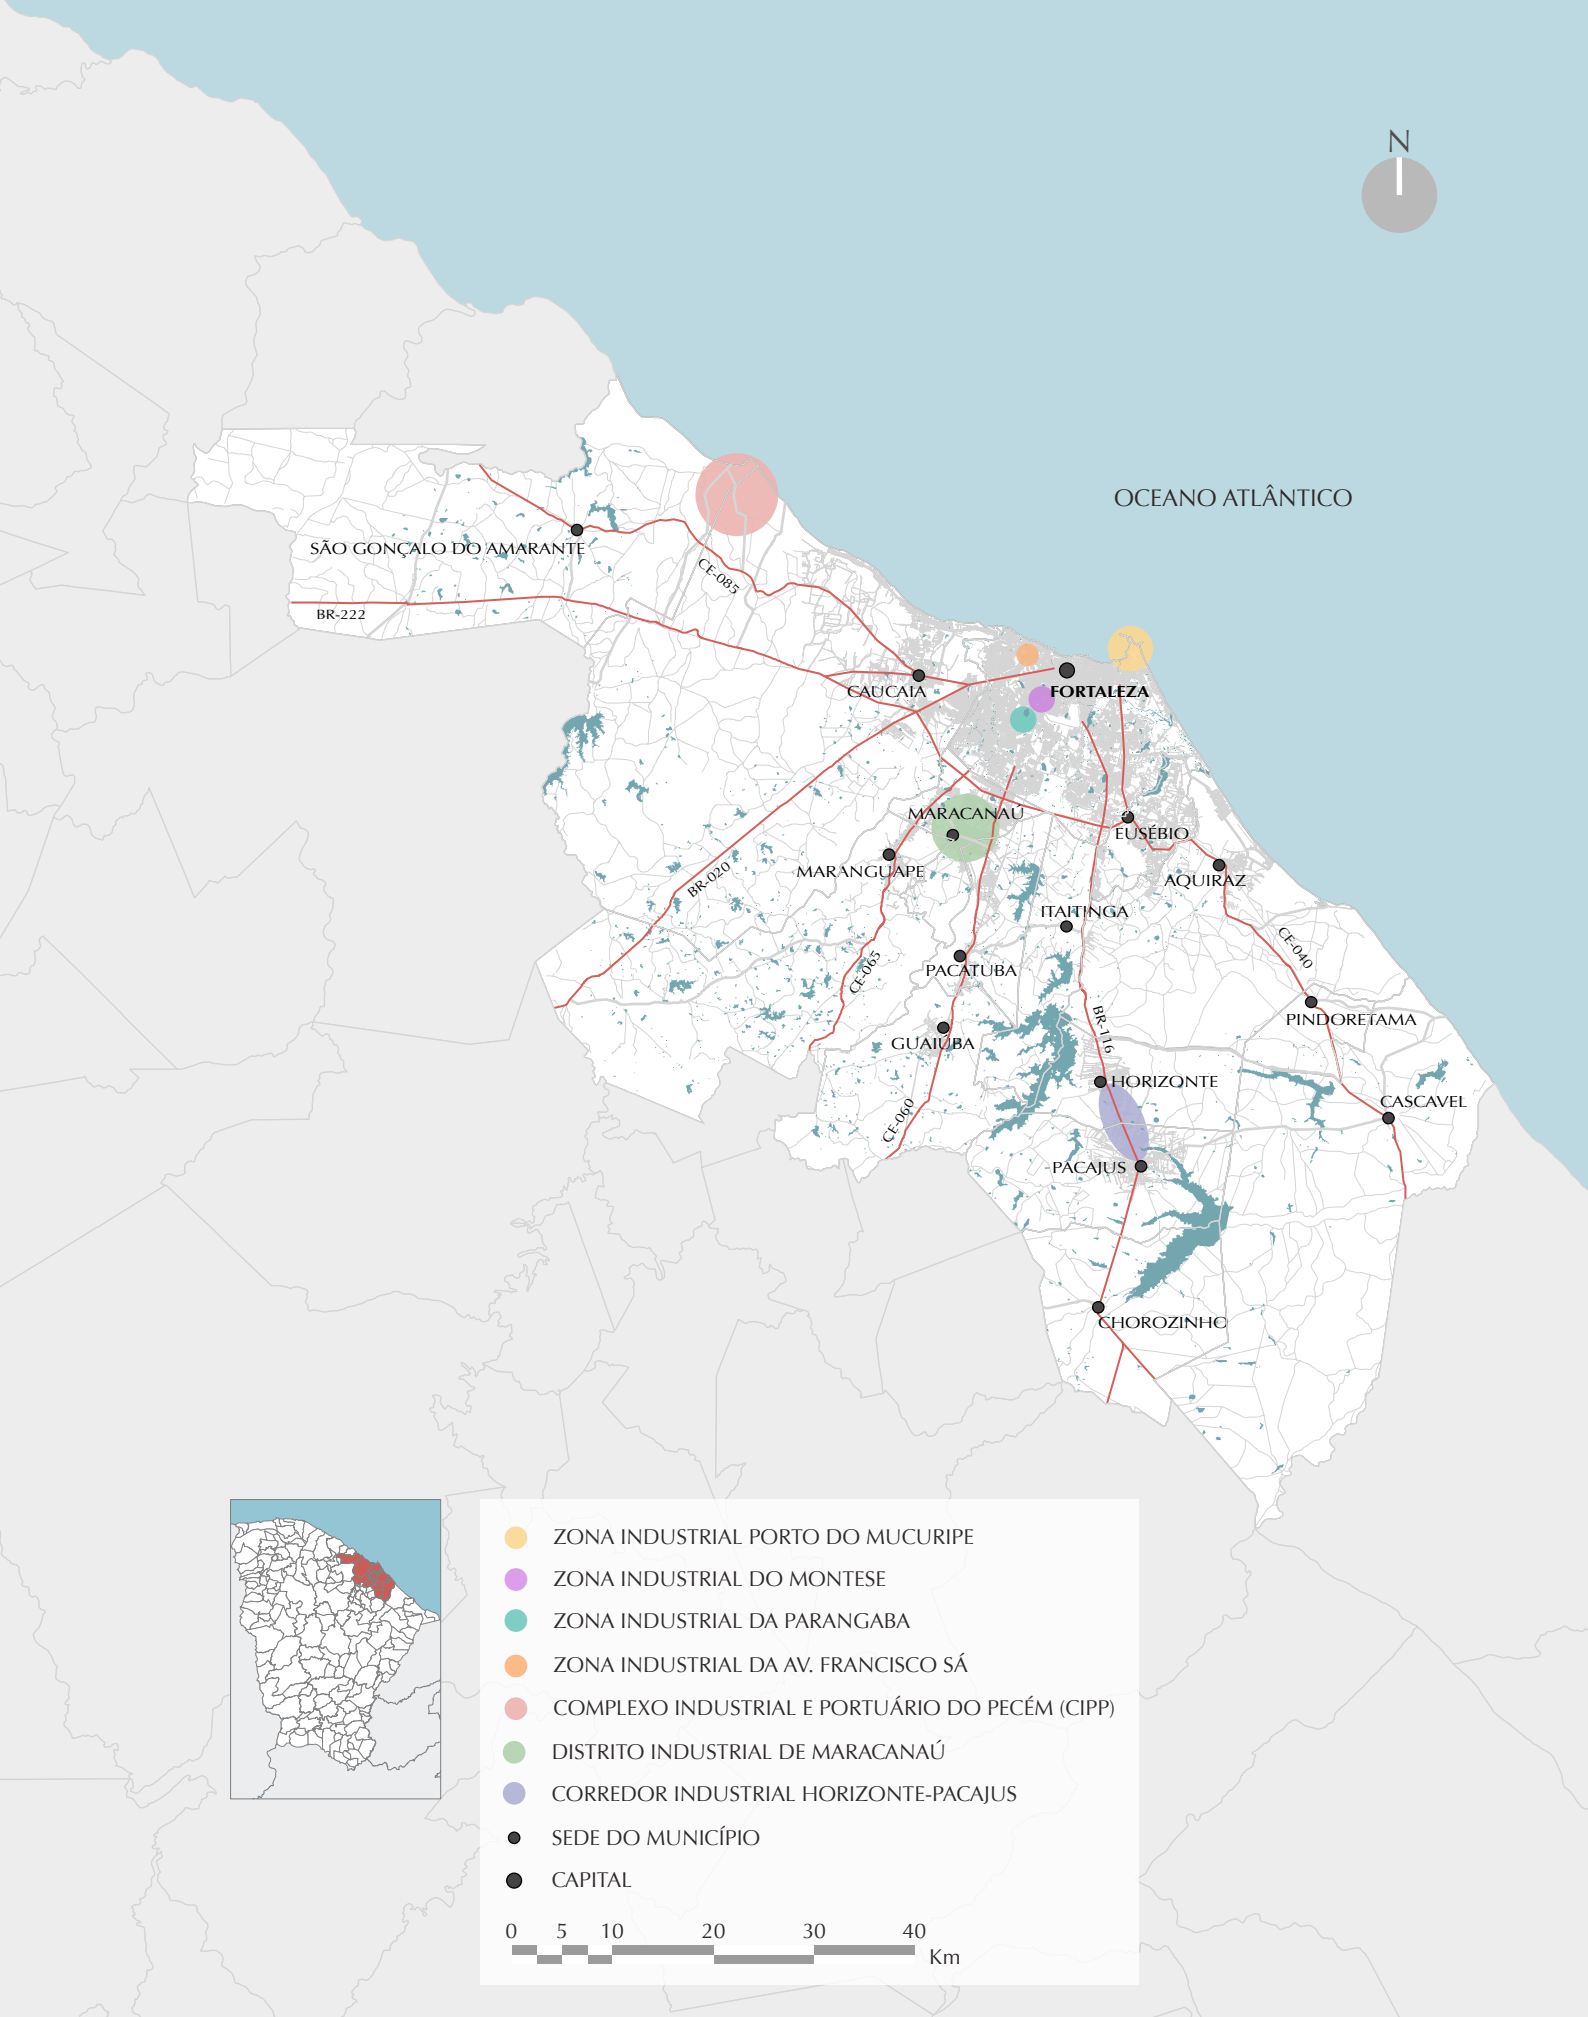 N
OCEANO ATLÂNTICO
SÃO GONÇALO DO AMARANTE
CE-085
BR-222
CAUCAIA
FORTALEZA
MARACANAÚ
EUSÉBIO
MARANGUAPE
AQUIRAZ
BR-020
ITAITINGA
CE-040
PACATUBA
CE-065
PINDORETAMA
BR-116
GUAIÚBA
HORIZONTE
CASCAVEL
CE-060
PACAJUS
CHOROZINHO
ZONA INDUSTRIAL PORTO DO MUCURIPE
ZONA INDUSTRIAL DO MONTESE
ZONA INDUSTRIAL DA PARANGABA
ZONA INDUSTRIAL DA AV. FRANCISCO SÁ
COMPLEXO INDUSTRIAL E PORTUÁRIO DO PECÉM (CIPP)
DISTRITO INDUSTRIAL DE MARACANAÚ
CORREDOR INDUSTRIAL HORIZONTE-PACAJUS
SEDE DO MUNICÍPIO
CAPITAL
0 5 10 20 30 40
Km